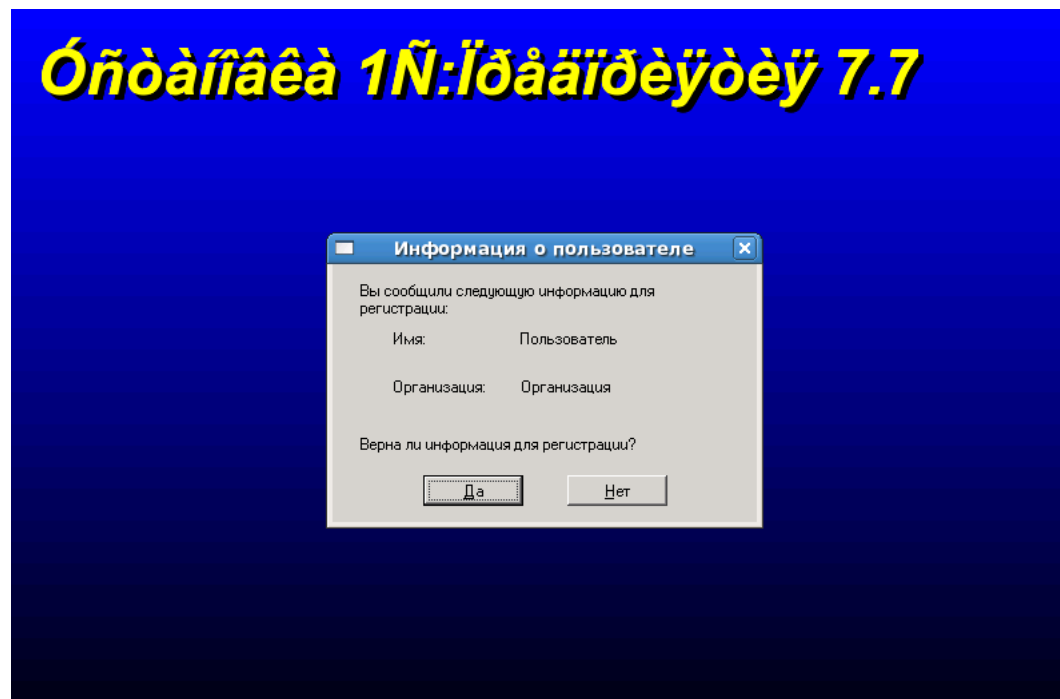 Óñòàíîâêà 1Ñ:Ïðåäïðèÿòèÿ 7.7
Информация о пользователе
Вы сообщили следующую информацию для
регистрации:
Имя: Пользователь
Организация: Организация
Верна ли информация для регистрации?
Да Нет